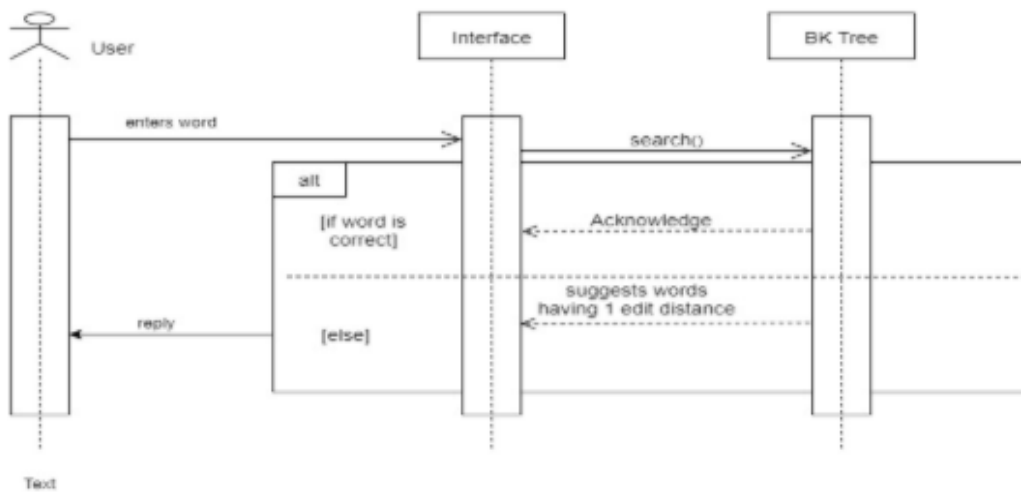 User
Interface
BK Tree
enters word
search()
alt
[if word is
correct]
Acknowledge
suggests words
having 1 edit distance
reply
[else]
Text